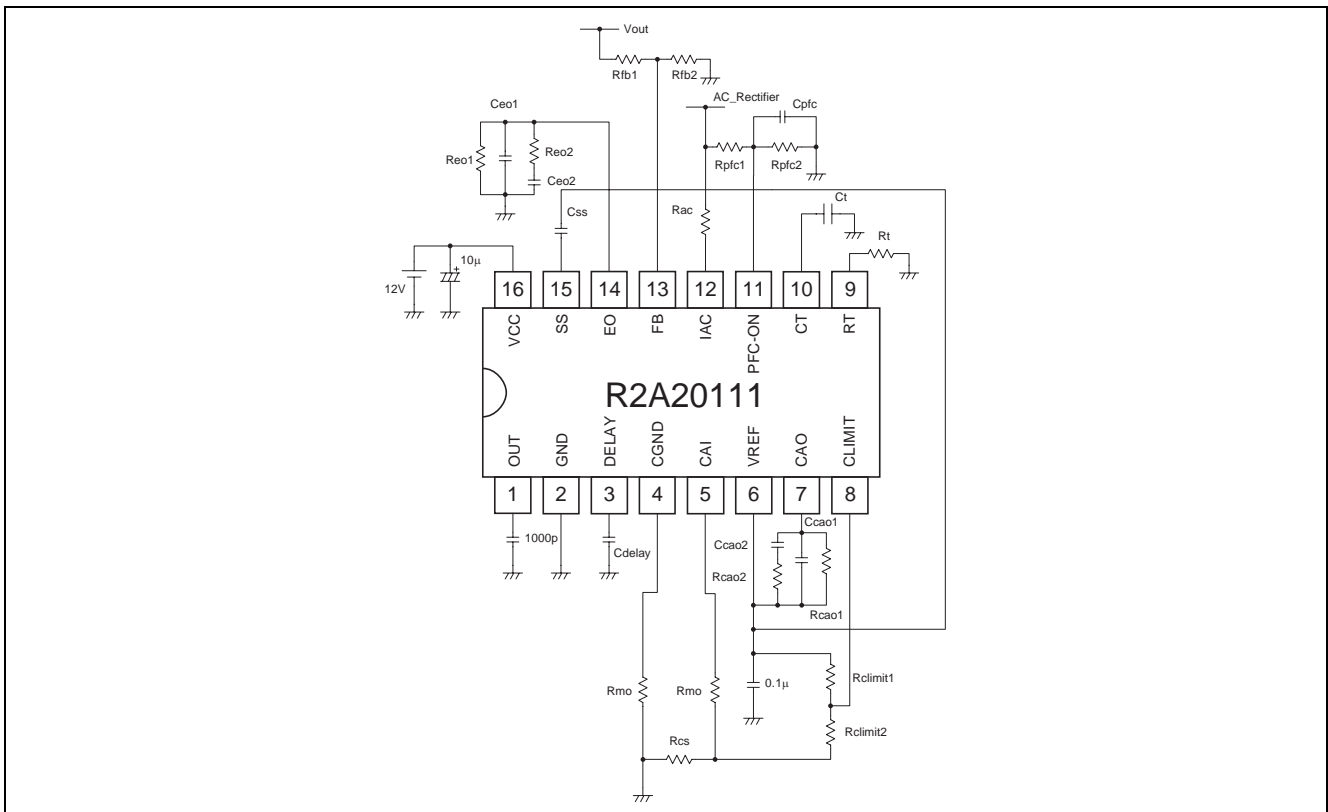 Vout
Rfb1
Rfb2
AC_Rectifier
Cpfc
Ceo1
Reo1
Reo2
Rpfc1
Rpfc2
Ceo2
Css
Rac
Ct
Rt
12V
+
10μ
16
15
14
13
12
11
10
9
VCC
SS
EO
FB
IAC
PFC-ON
CT
RT
R2A20111
OUT
GND
DELAY
CGND
CAI
VREF
CAO
CLIMIT
1
2
3
4
5
6
7
8
1000p
Cdelay
Ccao1
Ccao2
Rcao2
Rcao1
Rmo
Rmo
0.1μ
Rclimit1
Rclimit2
Rcs